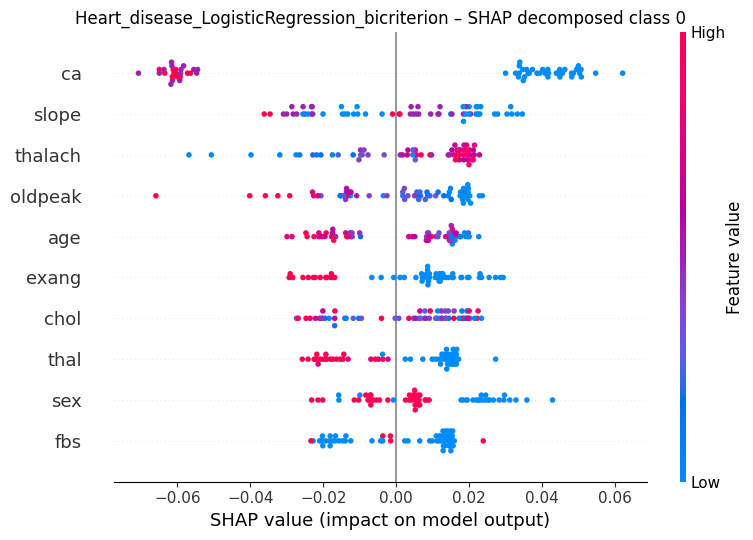 Heart_disease_LogisticRegression_bicriterion – SHAP decomposed class 0
High
ca
slope
thalach
oldpeak
age
exang
chol
thal
sex
fbs
Feature value
Low
−0.06 −0.04 −0.02 0.00 0.02 0.04 0.06
SHAP value (impact on model output)